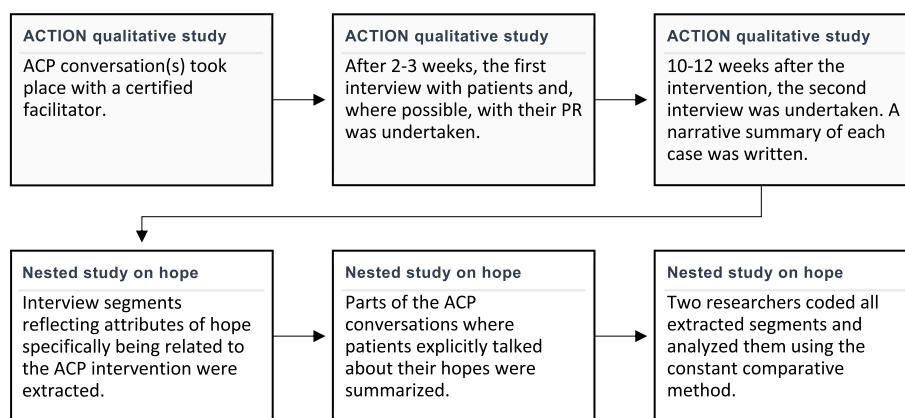 ACTION qualitative study
ACP conversation(s) took
place with a certified
facilitator.
ACTION qualitative study
After 2-3 weeks, the first
interview with patients and,
where possible, with their PR
was undertaken.
ACTION qualitative study
10-12 weeks after the
intervention, the second
interview was undertaken. A
narrative summary of each
case was written.
Nested study on hope
Interview segments
reflecting attributes of hope
specifically being related to
the ACP intervention were
extracted.
Nested study on hope
Parts of the ACP
conversations where
patients explicitly talked
about their hopes were
summarized.
Nested study on hope
Two researchers coded all
extracted segments and
analyzed them using the
constant comparative
method.